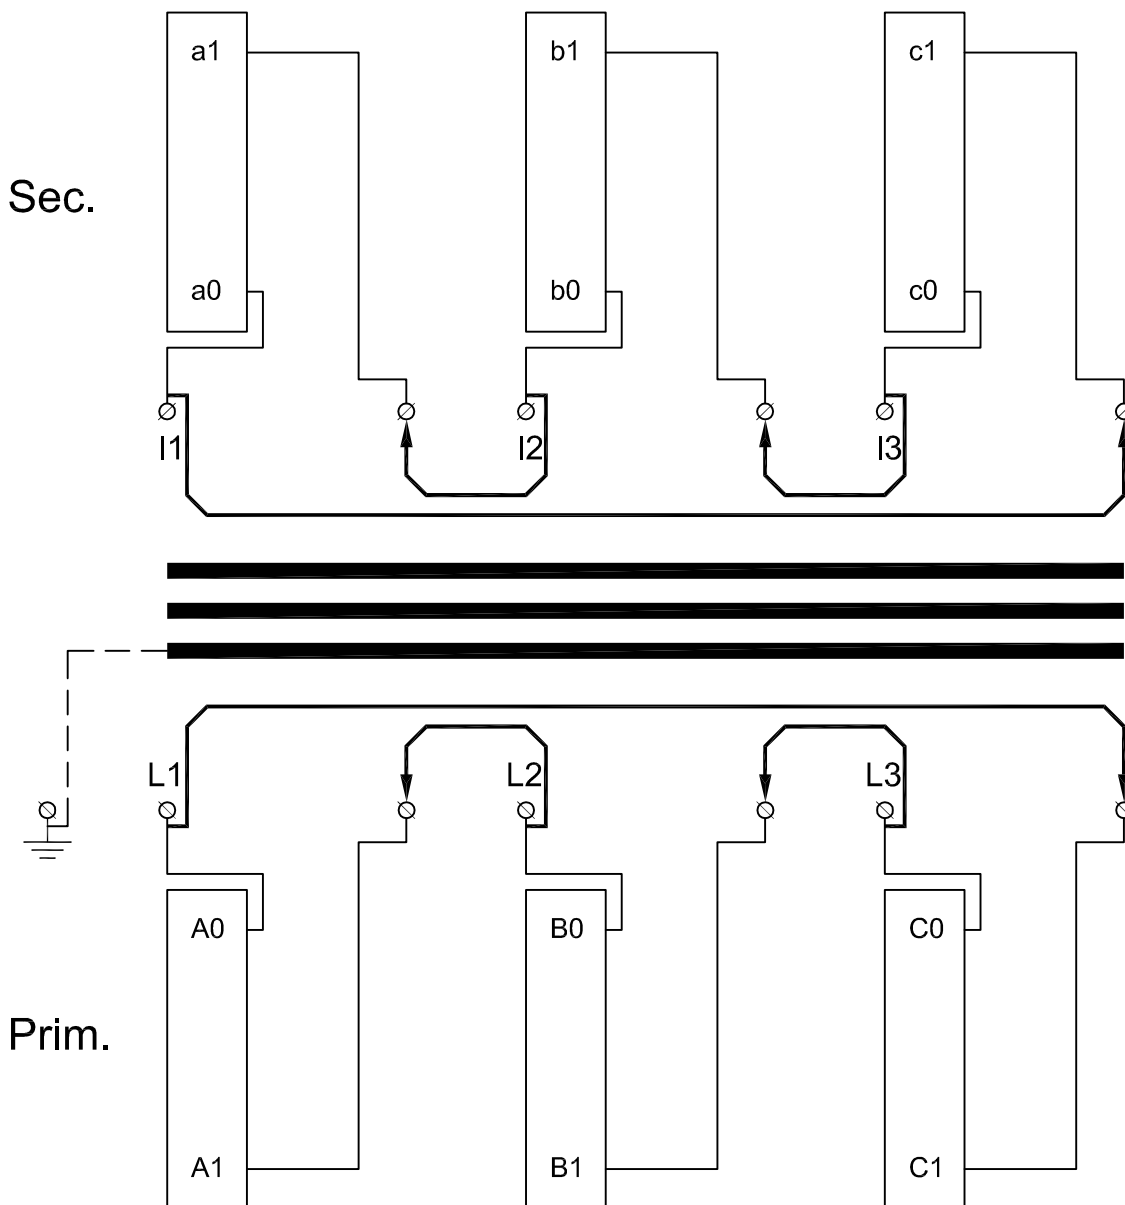 a1 b1 c1
Sec.
a0 b0 c0
I1 I2 I3
L1 L2 L3
A0 B0 C0
Prim.
A1 B1 C1